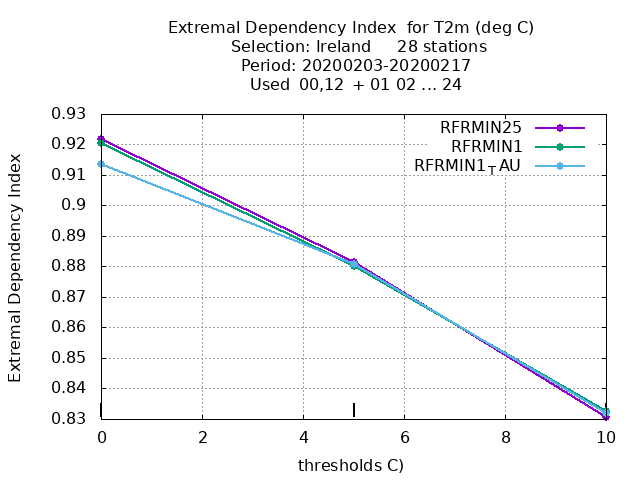 Extremal Dependency Index  for T2m (deg C)
Selection: Ireland     28 stations
Period: 20200203-20200217
Used  00,12  + 01 02 ... 24
Extremal Dependency Index
0.93
0.92
0.91
0.9
0.89
0.88
0.87
0.86
0.85
0.84
0.83
RFRMIN25
RFRMIN1
RFRMIN1TAU
0 2 4 6 8 10
thresholds C)